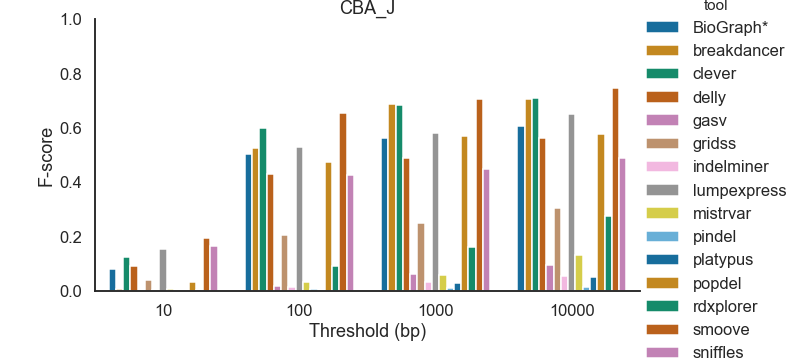 CBA_J
tool
BioGraph*
breakdancer
clever
delly
gasv
gridss
indelminer
lumpexpress
mistrvar
pindel
platypus
popdel
rdxplorer
smoove
sniffles
F-score
1.0
0.8
0.6
0.4
0.2
0.0
10
100
1000
10000
Threshold (bp)